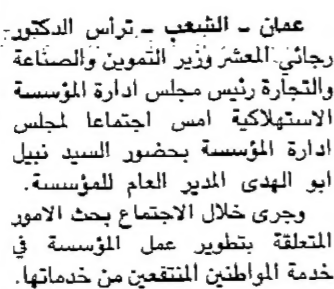 عمان ـ الشعب ـ ترأس الدكتور
رجائي المعشر وزير التموين والصناعة
والتجارة رئيس مجلس ادارة المؤسسة
الاستهلاكية امس اجتماعا لمجلس
ادارة المؤسسة بحضور السيد نبيل
ابو الهدى المدير العام للمؤسسة.
وجرى خلال الاجتماع بحث الامور
المتعلقة بتطوير عمل المؤسسة في
خدمة المواطنين المنتفعين من خدماتها.